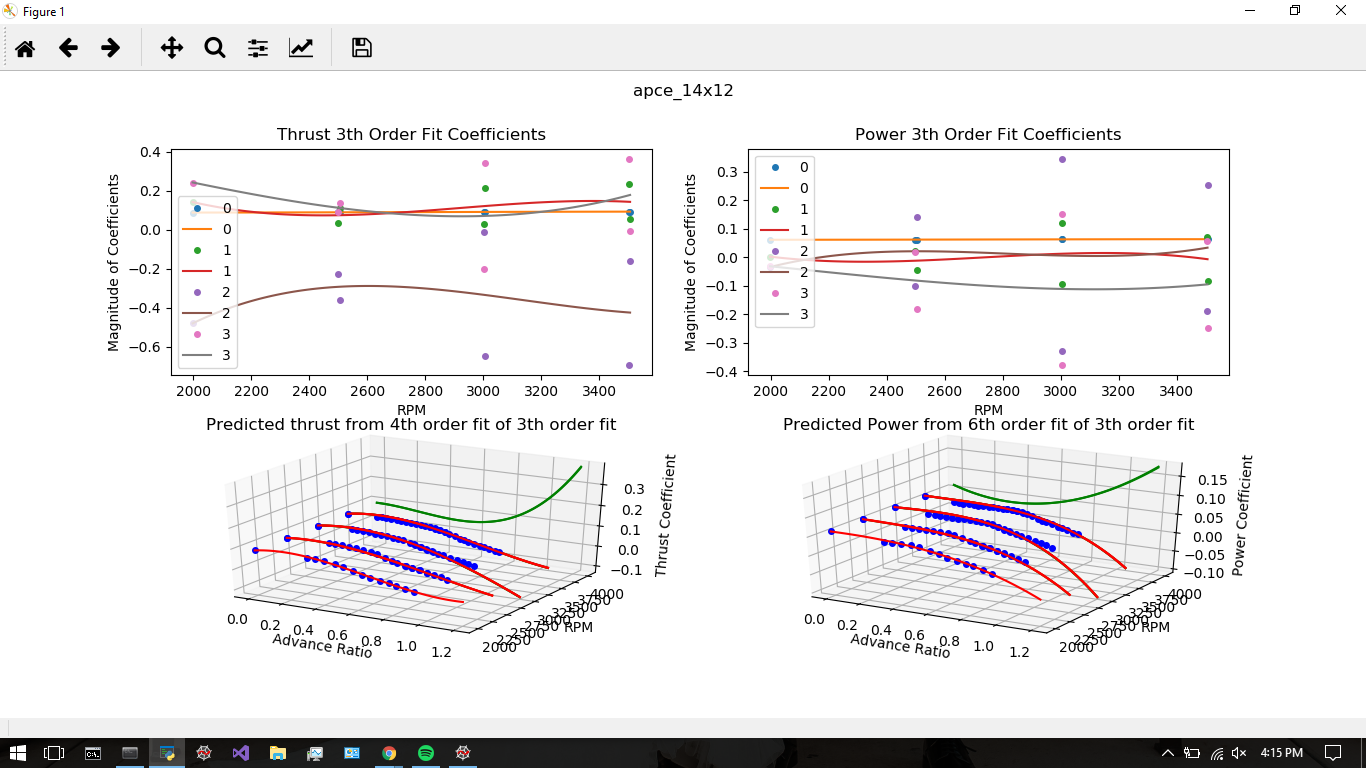 Figure 1
apce_14x12
Thrust 3th Order Fit Coefficients
Magnitude of Coefficients
0.4
0.2
0.0
−0.2
−0.4
−0.6
0
0
1
1
2
2
3
3
2000 2200 2400 2600 2800 3000 3200 3400
RPM
Power 3th Order Fit Coefficients
Magnitude of Coefficients
0.3
0.2
0.1
0.0
−0.1
−0.2
−0.3
−0.4
0
0
1
1
2
2
3
3
2000 2200 2400 2600 2800 3000 3200 3400
RPM
Predicted thrust from 4th order fit of 3th order fit
0.3
0.2
0.1
0.0
−0.1
Thrust Coefficient
0.0 0.2 0.4 0.6 0.8 1.0 1.2
Advance Ratio
2000 2250 2500 2750 3000 3250 3500 3750 4000
RPM
Predicted Power from 6th order fit of 3th order fit
0.15
0.10
0.05
0.00
−0.05
−0.10
Power Coefficient
0.0 0.2 0.4 0.6 0.8 1.0 1.2
Advance Ratio
2000 2250 2500 2750 3000 3250 3500 3750 4000
RPM
4:15 PM